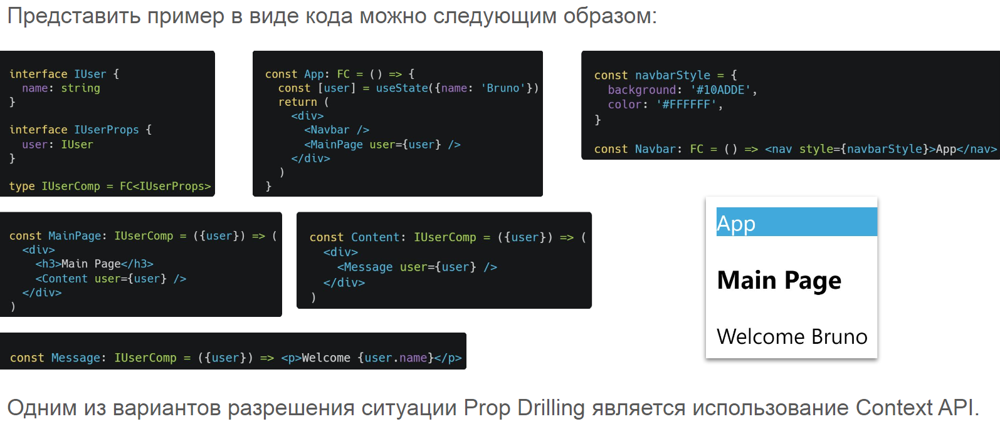 Представить пример в виде кода можно следующим образом:
interface IUser {
  name: string
}

interface IUserProps {
  user: IUser
}

type IUserComp = FC<IUserProps>
const App: FC = () => {
  const [user] = useState({name: 'Bruno'})
  return (
    <div>
      <Navbar />
      <MainPage user={user} />
    </div>
  )
}
const navbarStyle = {
  background: '#10ADDE',
  color: '#FFFFFF',
}

const Navbar: FC = () => <nav style={navbarStyle}>App</nav>
const MainPage: IUserComp = ({user}) => (
  <div>
    <h3>Main Page</h3>
    <Content user={user} />
  </div>
)
const Content: IUserComp = ({user}) => (
  <div>
    <Message user={user} />
  </div>
)
App
Main Page
Welcome Bruno
const Message: IUserComp = ({user}) => <p>Welcome {user.name}</p>
Одним из вариантов разрешения ситуации Prop Drilling является использование Context API.